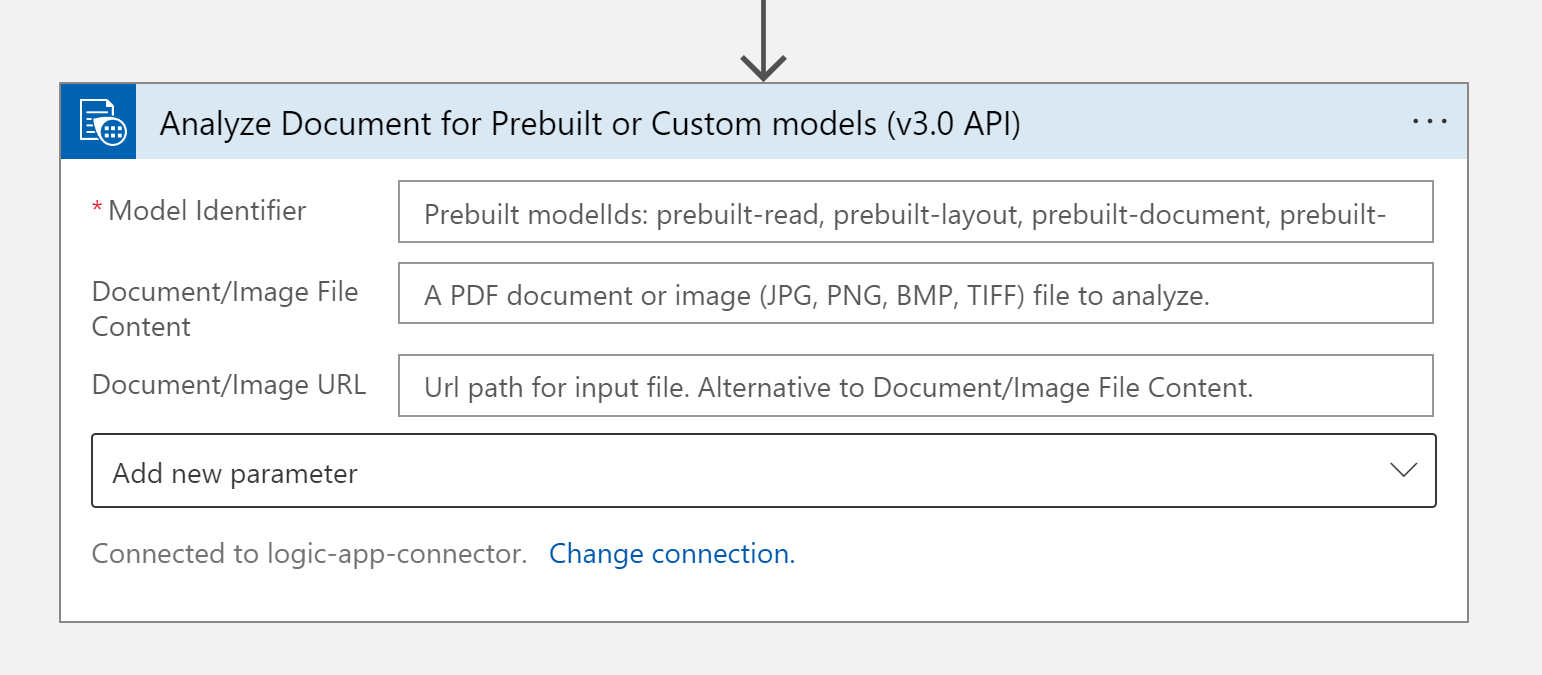 Analyze Document for Prebuilt or Custom models (v3.0 API)
* Model Identifier
Prebuilt modelIds: prebuilt-read, prebuilt-layout, prebuilt-document, prebuilt-
Document/Image File
Content
A PDF document or image (JPG, PNG, BMP, TIFF) file to analyze.
Document/Image URL
Url path for input file. Alternative to Document/Image File Content.
Add new parameter
Connected to logic-app-connector. Change connection.